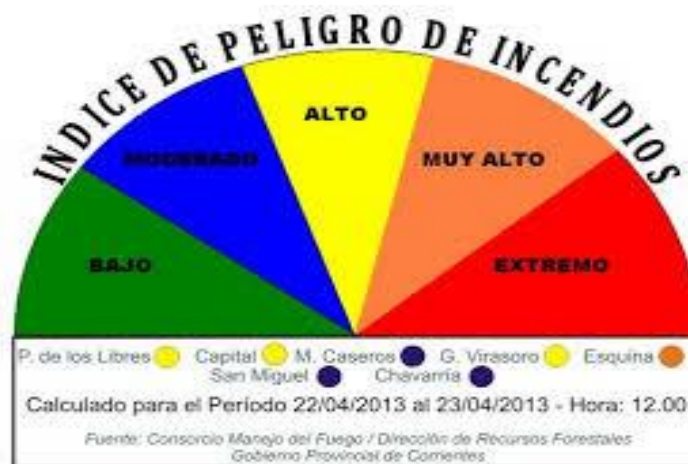 INDICE DE PELIGRO DE INCENDIOS
ALTO
MODERADO
MUY ALTO
BAJO
EXTREMO
P. de los Libres Capital M. Caseros G. Virasoro Esquina
San Miguel Chavarría
Calculado para el Período 22/04/2013 al 23/04/2013 - Hora: 12.00
Fuente: Consorcio Manejo del Fuego / Dirección de Recursos Forestales
Gobierno Provincial de Corrientes